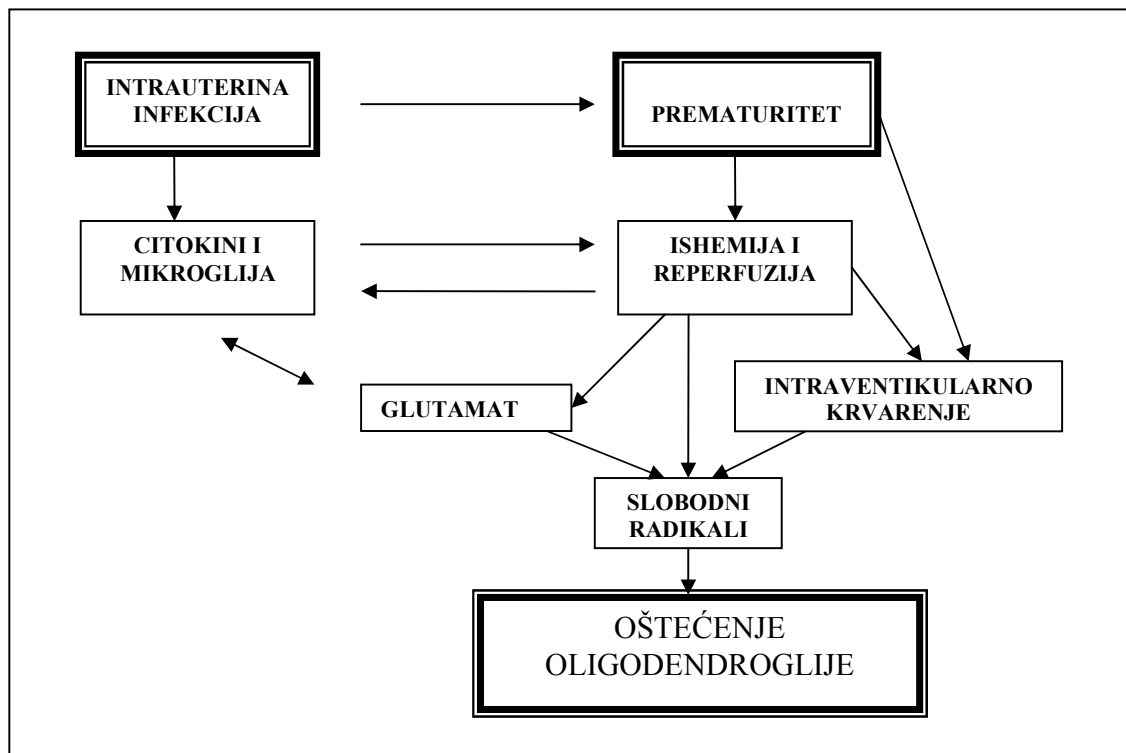 INTRAUTERINA
INFEKCIJA
PREMATURITET
CITOKINI I
MIKROGLIJA
ISHEMIJA I
REPERFUZIJA
GLUTAMAT
INTRAVENTIKULARNO
KRVARENJE
SLOBODNI
RADIKALI
OŠTEĆENJE
OLIGODENDROGLIJE